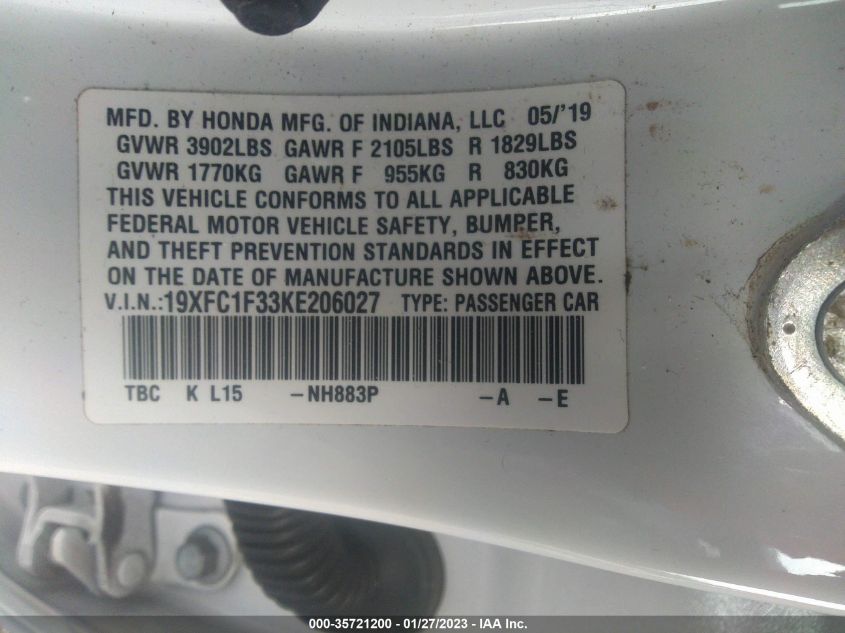 MFD. BY HONDA MFG. OF INDIANA, LLC 05/'19
GVWR 3902LBS GAWR F 2105LBS R 1829LBS
GVWR 1770KG GAWR F 955KG R 830KG
THIS VEHICLE CONFORMS TO ALL APPLICABLE
FEDERAL MOTOR VEHICLE SAFETY, BUMPER,
AND THEFT PREVENTION STANDARDS IN EFFECT
ON THE DATE OF MANUFACTURE SHOWN ABOVE.
V.I.N.:19XFC1F33KE206027 TYPE: PASSENGER CAR
TBC K L15 –NH883P –A –E
000-35721200 - 01/27/2023 - IAA Inc.